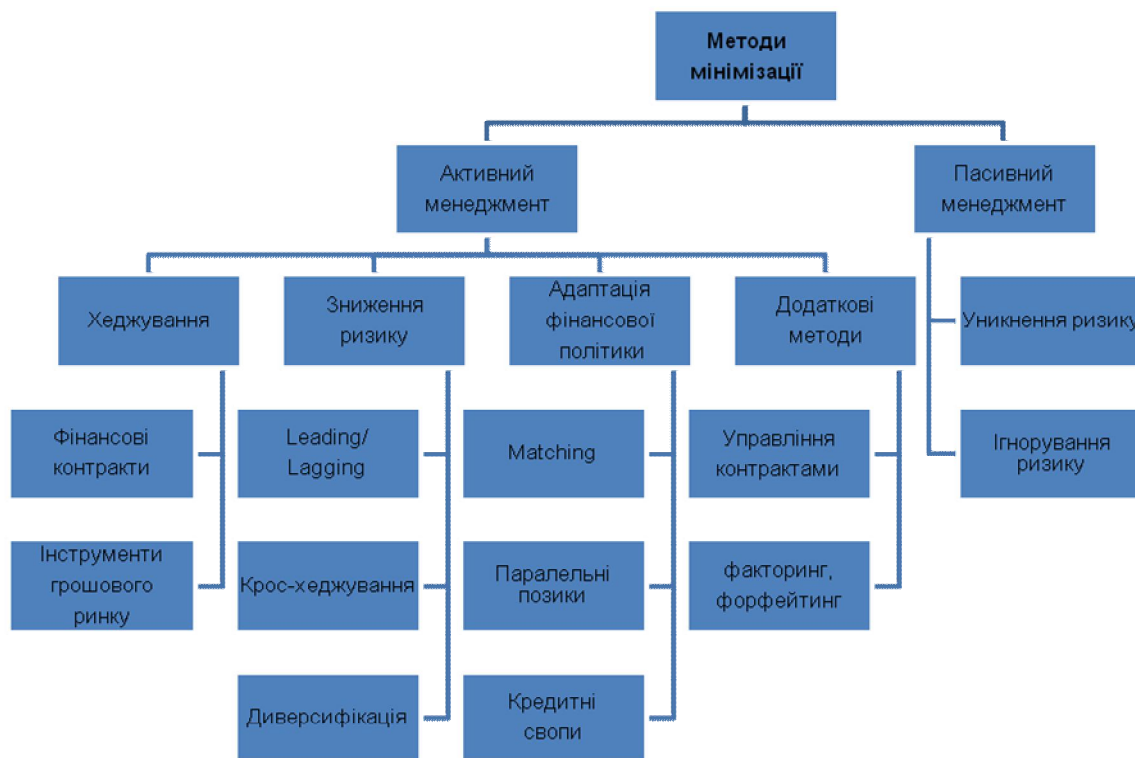 Методи
мінімізації
Активний
менеджмент
Пасивний
менеджмент
Хеджування
Зниження
ризику
Адаптація
фінансової
політики
Додаткові
методи
Уникнення ризику
Фінансові
контракти
Leading/
Lagging
Matching
Управління
контрактами
Ігнорування
ризику
Інструменти
грошового
ринку
Крос-хеджування
Паралельні
позики
факторинг,
форфейтинг
Диверсифікація
Кредитні
свопи